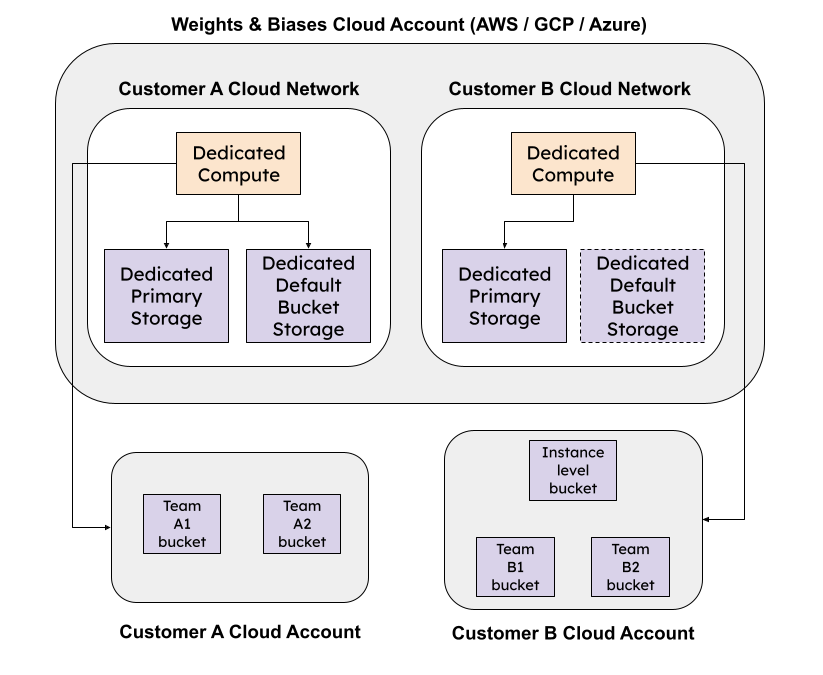 Weights & Biases Cloud Account (AWS / GCP / Azure)
Customer A Cloud Network
Customer B Cloud Network
Dedicated
Compute
Dedicated
Compute
Dedicated
Primary
Storage
Dedicated
Default
Bucket
Storage
Dedicated
Primary
Storage
Dedicated
Default
Bucket
Storage
Team
A1
bucket
Team
A2
bucket
Instance
level
bucket
Team
B1
bucket
Team
B2
bucket
Customer A Cloud Account
Customer B Cloud Account